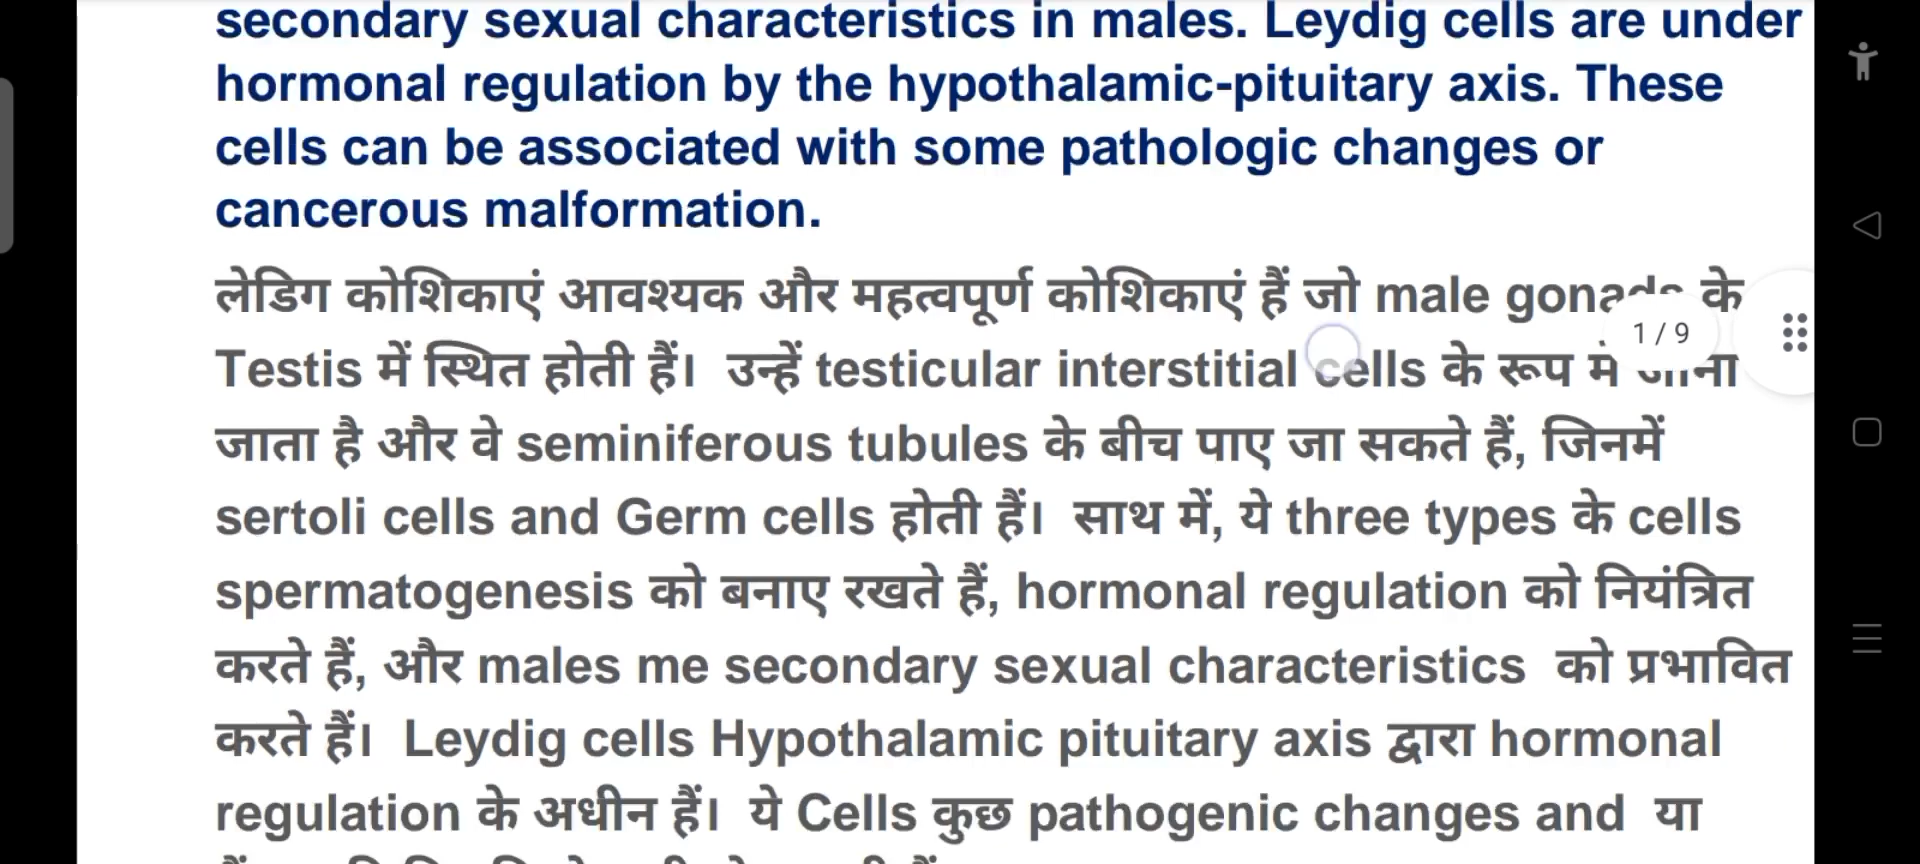 secondary sexual characteristics in males. Leydig cells are under
hormonal regulation by the hypothalamic-pituitary axis. These
cells can be associated with some pathologic changes or
cancerous malformation.
लेडिग कोशिकाएं आवश्यक और महत्वपूर्ण कोशिकाएं हैं जो male gonads के
1 / 9
Testis में स्थित होती हैं। उन्हें testicular interstitial cells के रूप में जाना
जाता है और वे seminiferous tubules के बीच पाए जा सकते हैं, जिनमें
sertoli cells and Germ cells होती हैं। साथ में, ये three types के cells
spermatogenesis को बनाए रखते हैं, hormonal regulation को नियंत्रित
करते हैं, और males me secondary sexual characteristics को प्रभावित
करते हैं। Leydig cells Hypothalamic pituitary axis द्वारा hormonal
regulation के अधीन हैं। ये Cells कुछ pathogenic changes and या